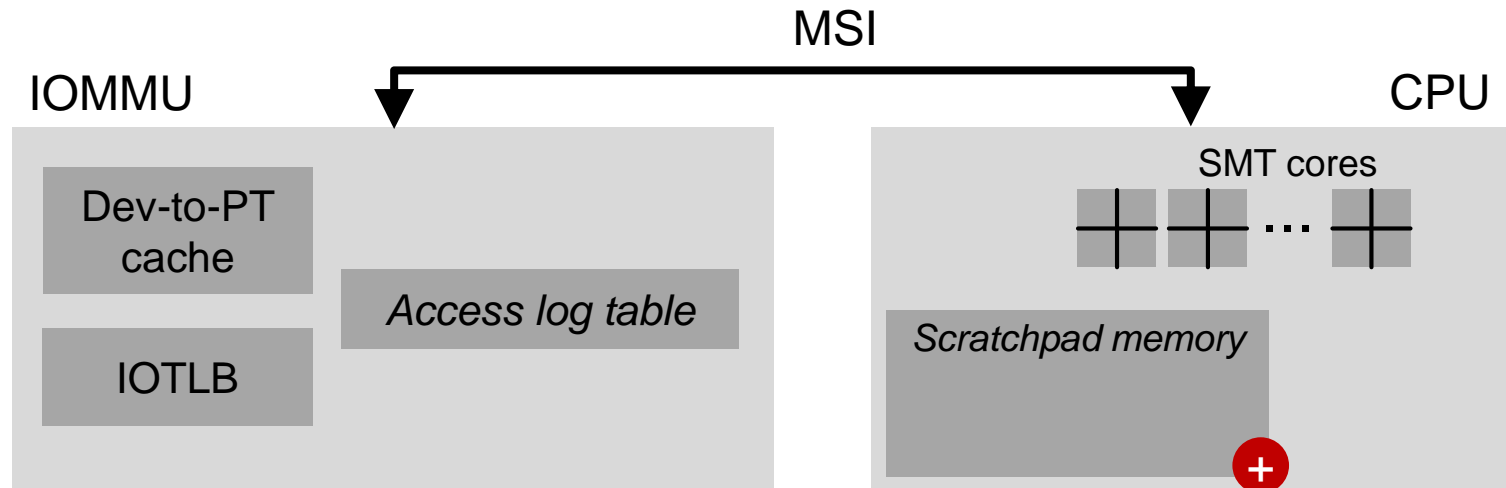 MSI
IOMMU
CPU
Dev-to-PT
cache
IOTLB
Access log table
SMT cores
...
Scratchpad memory
+